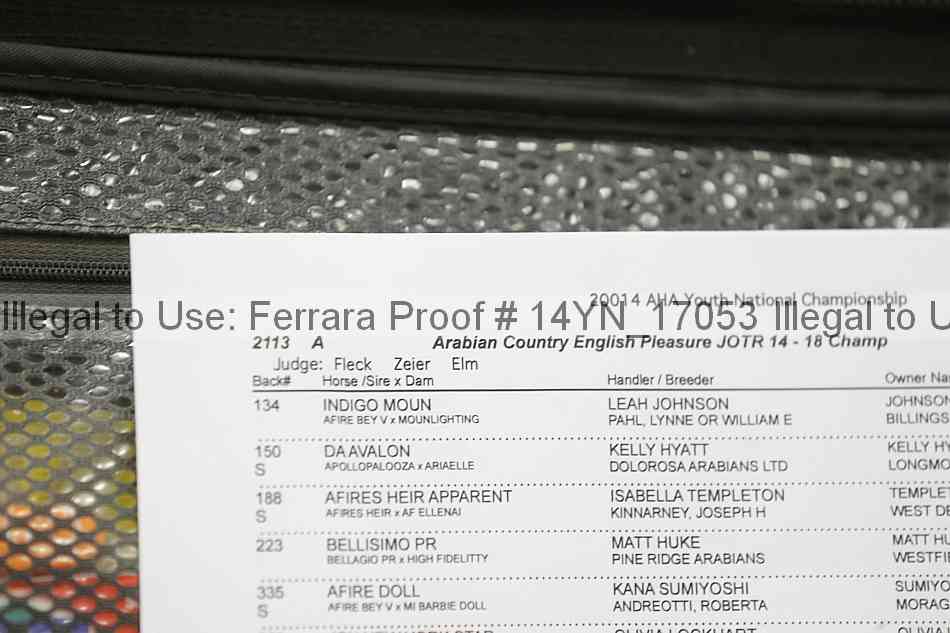 20014 AHA Youth National Championship
Illegal to Use: Ferrara Proof # 14YN_17053 Illegal to U
2113 A Arabian Country English Pleasure JOTR 14 - 18 Champ
Judge: Fleck Zeier Elm
Back# Horse /Sire x Dam Handler / Breeder Owner Na
134 INDIGO MOUN LEAH JOHNSON JOHNSON
AFIRE BEY V x MOUNLIGHTING PAHL, LYNNE OR WILLIAM E BILLINGS
150 DA AVALON KELLY HYATT KELLY HY
S APOLLOPALOOZA x ARIAELLE DOLOROSA ARABIANS LTD LONGMO
188 AFIRES HEIR APPARENT ISABELLA TEMPLETON TEMPLET
S AFIRES HEIR x AF ELLENAI KINNARNEY, JOSEPH H WEST DE
223 BELLISIMO PR MATT HUKE MATT HU
BELLAGIO PR x HIGH FIDELITTY PINE RIDGE ARABIANS WESTFI
335 AFIRE DOLL KANA SUMIYOSHI SUMIYO
S AFIRE BEY V x MI BARBIE DOLL ANDREOTTI, ROBERTA MORAG
OLIVIA LOCKHART